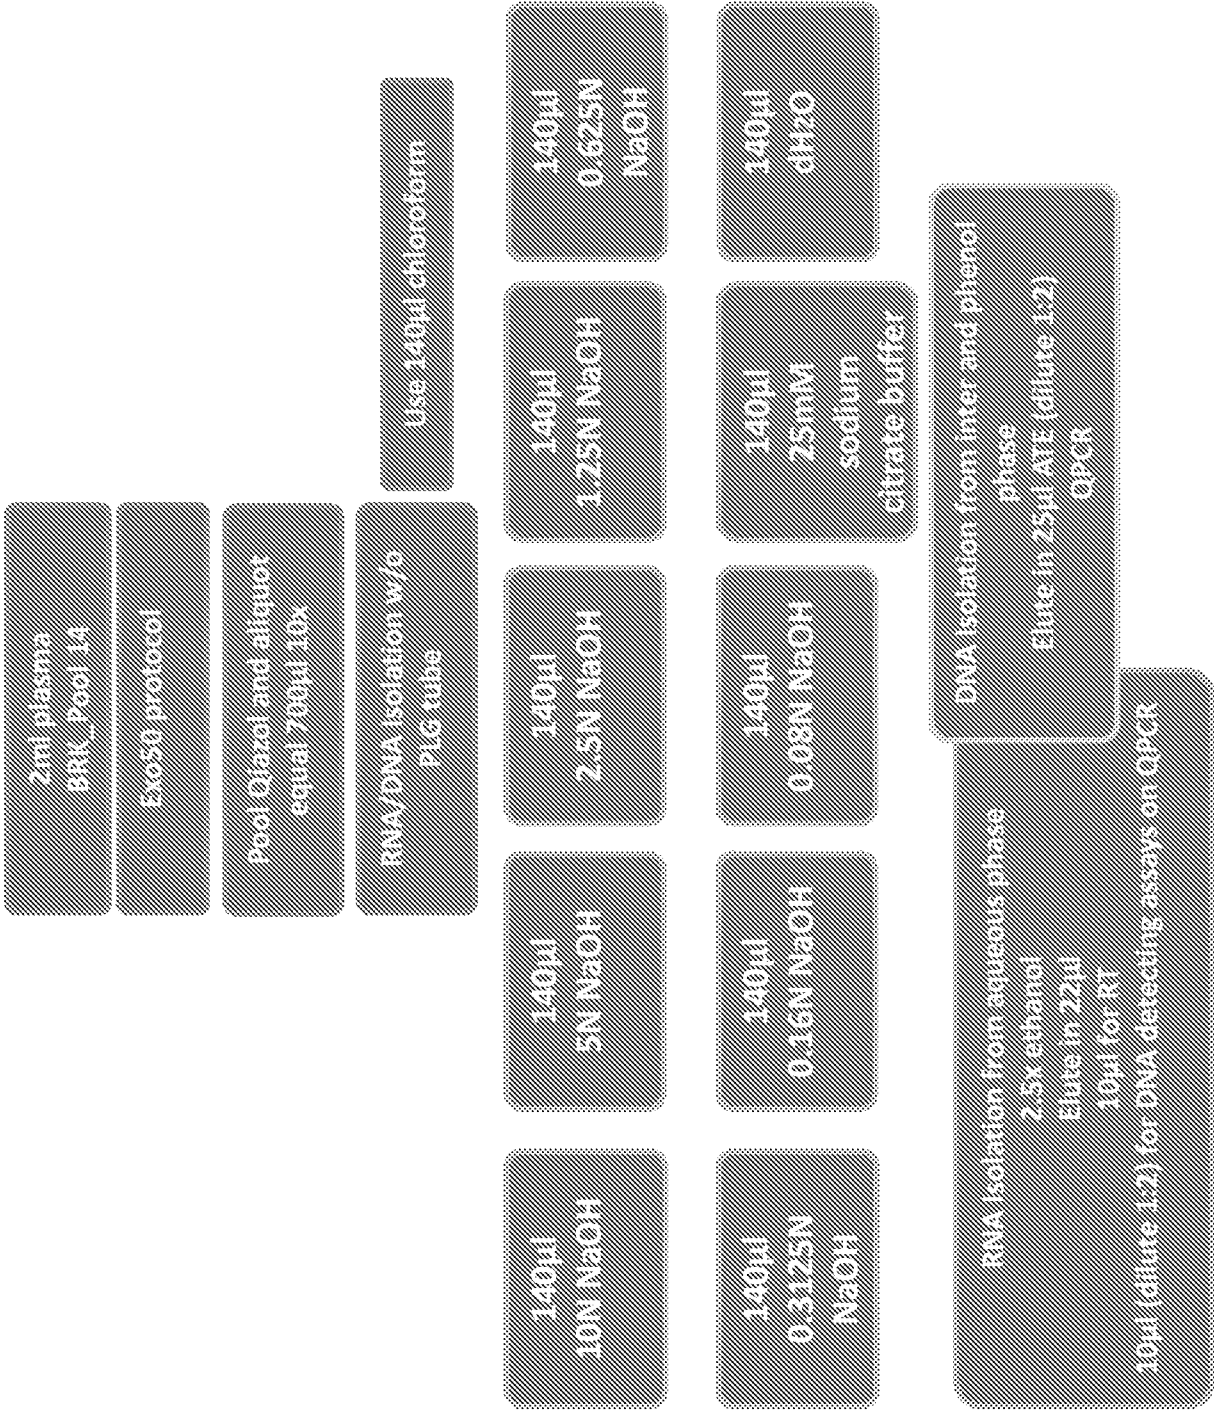 2ml plasma
BRK_Pool 14
Exo50 protocol
Pool Qiazol and aliquot
equal 700µl 10x
RNA/DNA isolation w/o
PLG tube
Use 140µl chloroform
140µl
10N NaOH
140µl
5N NaOH
140µl
2.5N NaOH
140µl
1.25N NaOH
140µl
0.625N
NaOH
140µl
0.3125N
NaOH
140µl
0.16N NaOH
140µl
0.08N NaOH
140µl
25mM
sodium
citrate buffer
140µl
dH2O
RNA isolation from aqueous phase
2.5x ethanol
Elute in 22µl
10µl for RT
10µl (dilute 1:2) for DNA detecting assays on QPCR
DNA isolation from inter and phenol
phase
Elute in 25µl ATE (dilute 1:2)
QPCR